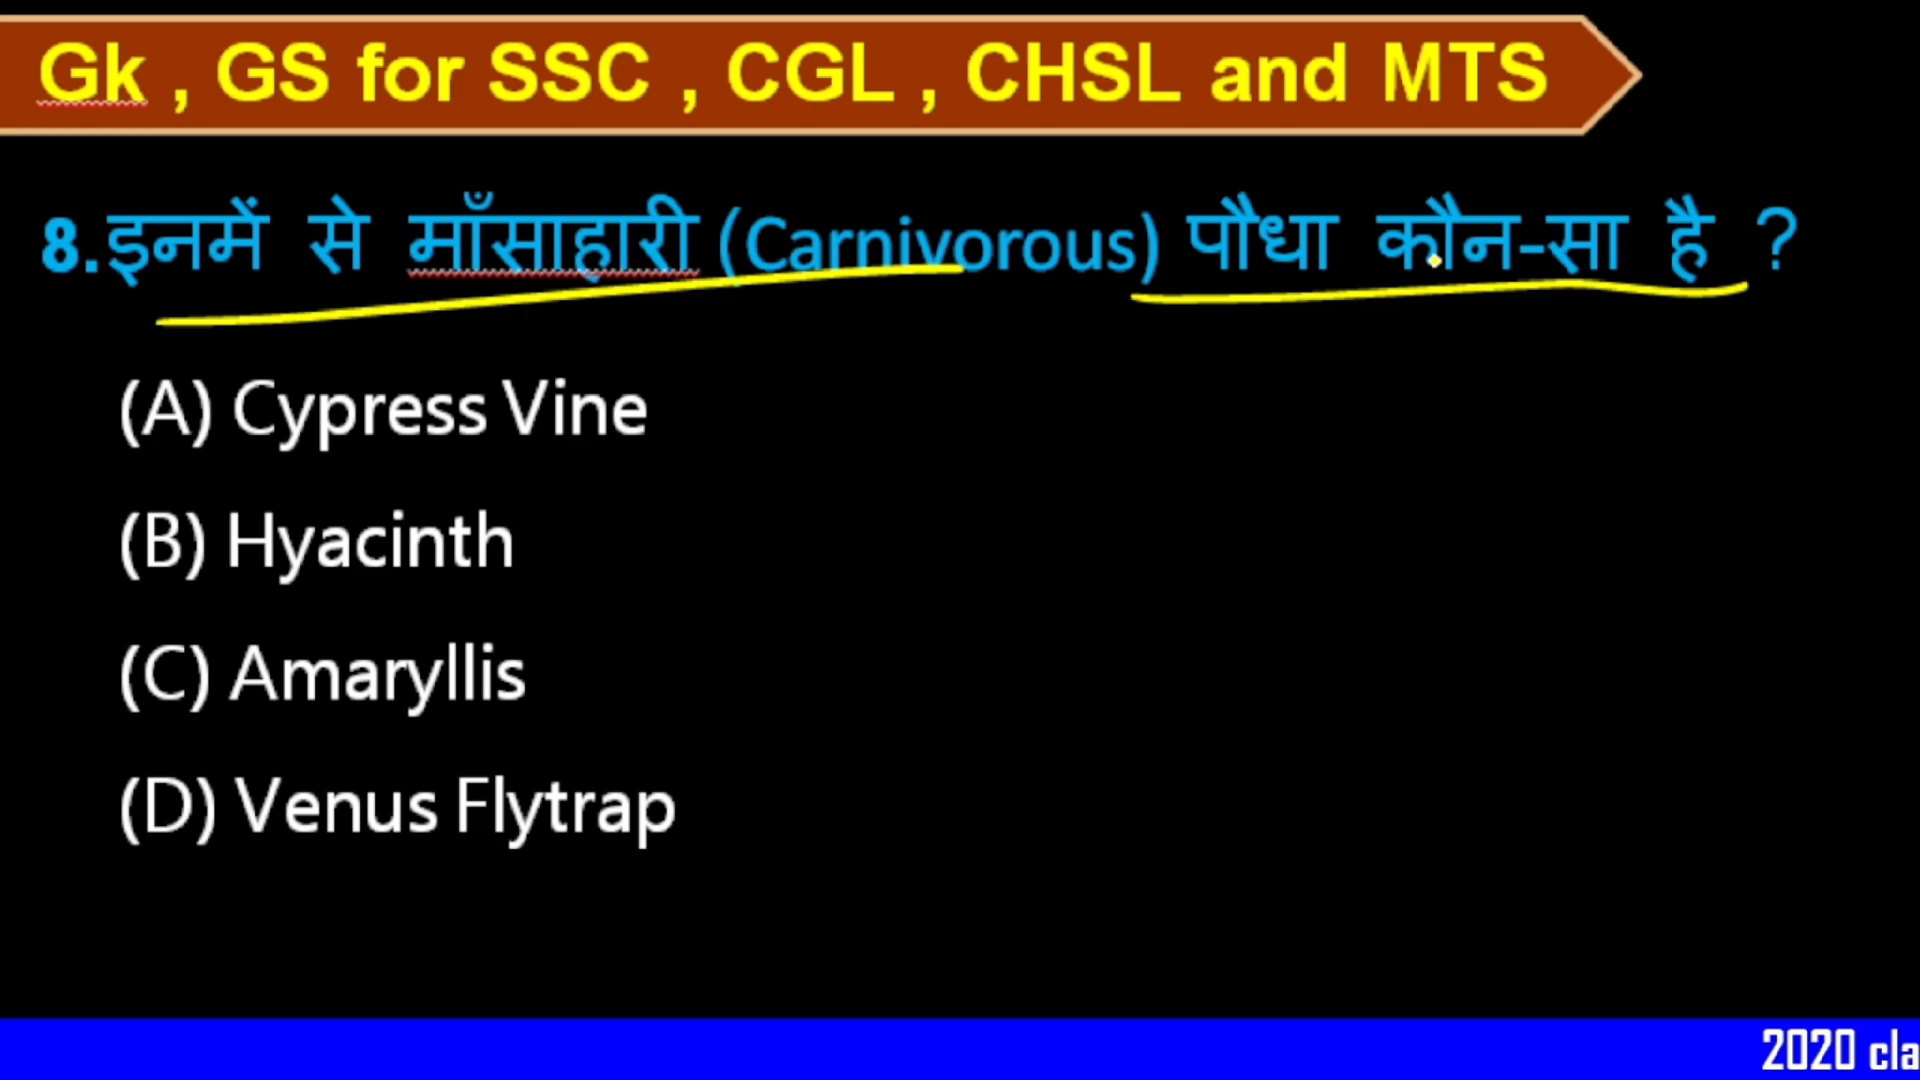 Gk , GS for SSC , CGL , CHSL and MTS
8.इनमें से माँसाहारी (Carnivorous) पौधा कौन-सा है ?
(A) Cypress Vine
(B) Hyacinth
(C) Amaryllis
(D) Venus Flytrap
2020 cla